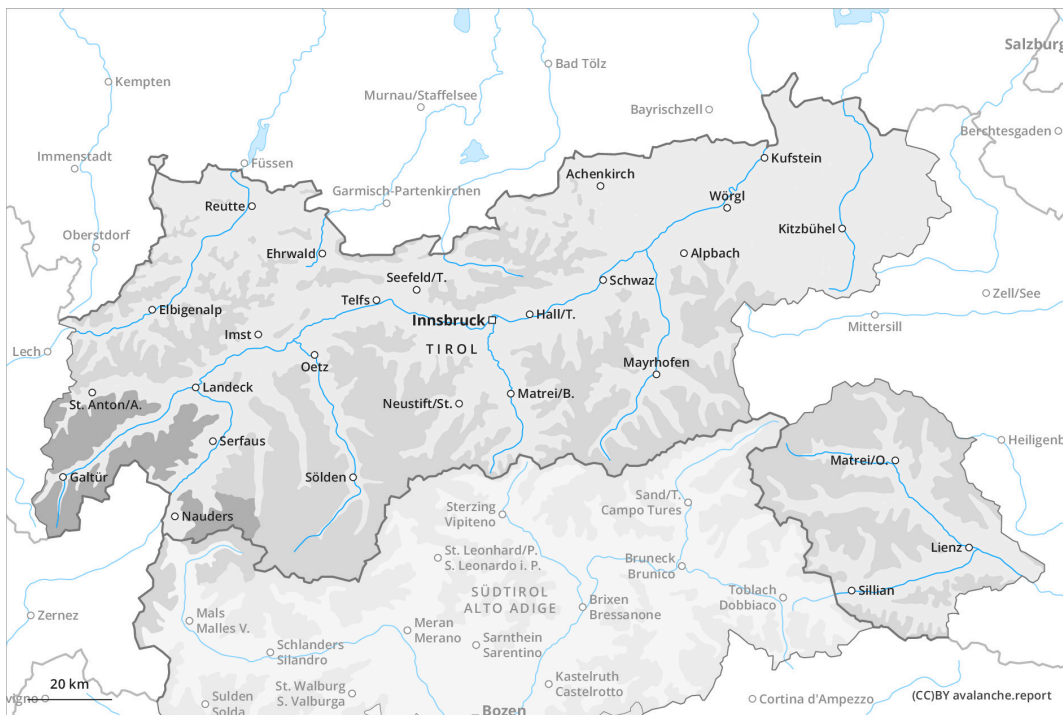 Salzburg
Kempten
Bad Tölz
Murnau/Staffelsee
Bayrischzell
Berchtesgaden
Immenstadt
Füssen
Kufstein
Achenkirch
Garmisch-Partenkirchen
Reutte
Wörgl
Kitzbühel
Oberstdorf
Ehrwald
Alpbach
Seefeld/T.
Schwaz
Zell/See
Telfs
Elbigenalp
Innsbruck
Hall/T.
Mittersill
Imst
TIROL
Lech
Oetz
Mayrhofen
Landeck
St. Anton/A.
Neustift/St.
Matrei/B.
Serfaus
Heiligenb
Matrei/O.
Galtür
Sölden
Sand/T.
Campo Tures
Sterzing
Vipiteno
Nauders
Lienz
St. Leonhard/P.
S. Leonardo i. P.
Bruneck
Brunico
SÜDTIROL
ALTO ADIGE
Toblach
Dobbiaco
Sillian
Brixen
Bressanone
Zernez
Mals
Malles V.
Meran
Merano
Sarnthein
Sarentino
Schlanders
Silandro
Kastelruth
Castelrotto
20 km
St. Walburg
S. Valburga
vigno
Sulden
Solda
Cortina d'Ampezzo
(CC)BY avalanche.report
Bozen